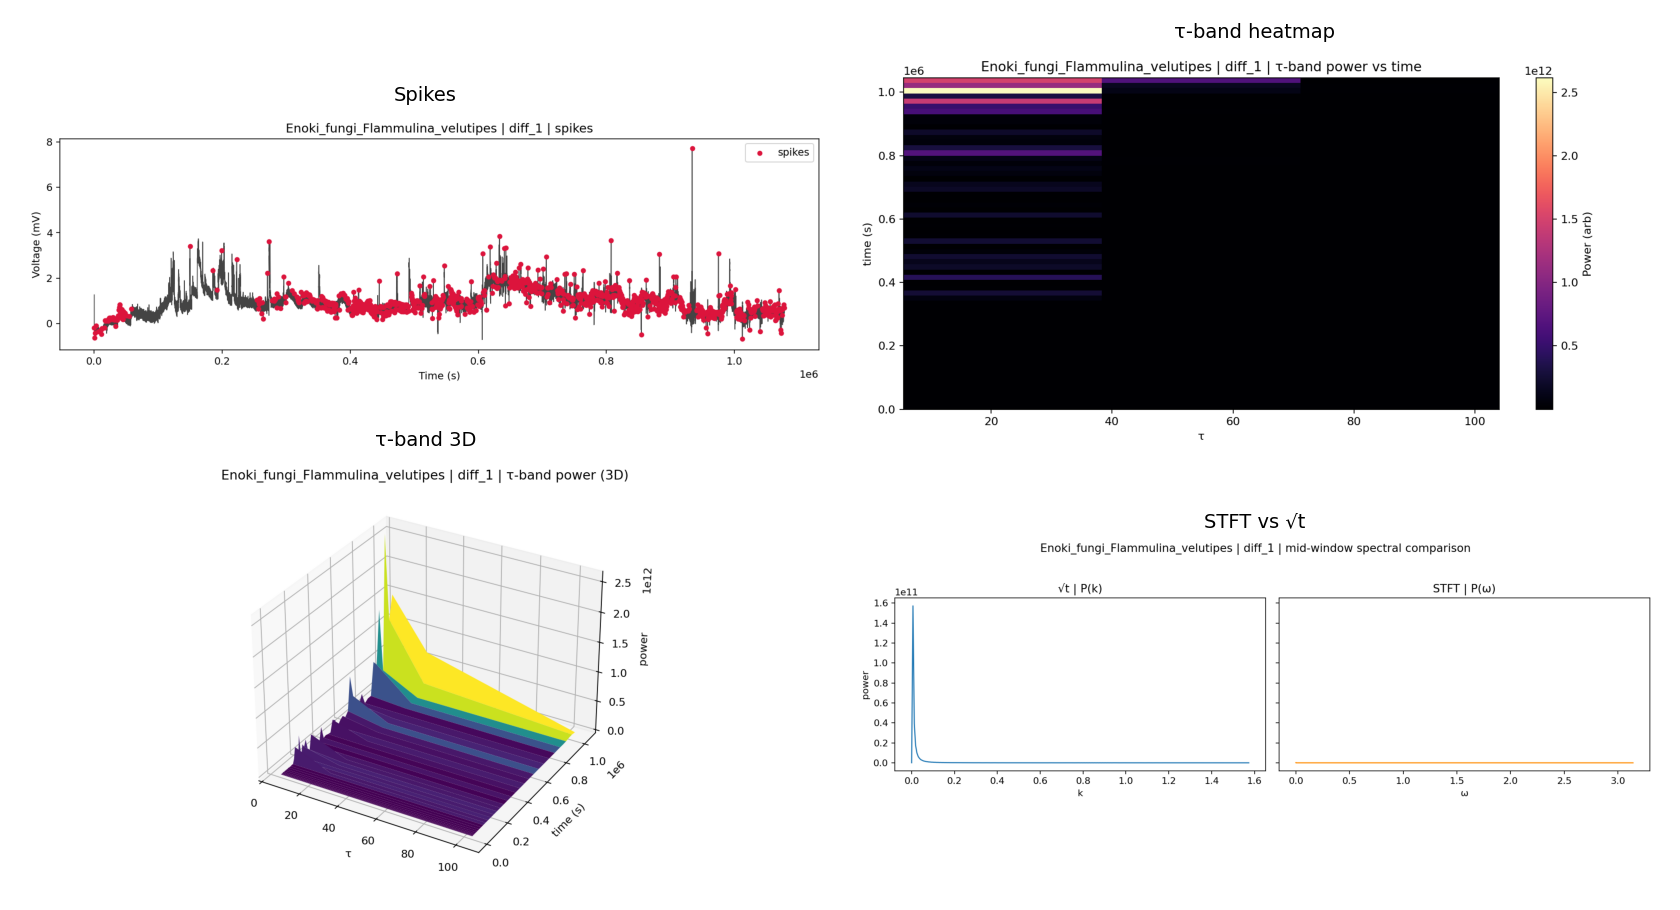 Spikes
Enoki_fungi_Flammulina_velutipes | diff_1 | spikes
spikes
8
6
4
2
0
Voltage (mV)
0.0 0.2 0.4 0.6 0.8 1.0
1e6
Time (s)
τ-band heatmap
Enoki_fungi_Flammulina_velutipes | diff_1 | τ-band power vs time
1e6
1e12
1.0
0.8
0.6
0.4
0.2
0.0
time (s)
20 40 60 80 100
τ
2.5
2.0
1.5
1.0
0.5
Power (arb)
τ-band 3D
Enoki_fungi_Flammulina_velutipes | diff_1 | τ-band power (3D)
1e12
2.5
2.0
1.5
1.0
0.5
0.0
power
0 20 40 60 80 100
τ
0.0 0.2 0.4 0.6 0.8 1.0
1e6
time (s)
STFT vs √t
Enoki_fungi_Flammulina_velutipes | diff_1 | mid-window spectral comparison
√t | P(k)
1e11
1.6
1.4
1.2
1.0
0.8
0.6
0.4
0.2
0.0
power
0.0 0.2 0.4 0.6 0.8 1.0 1.2 1.4 1.6
k
STFT | P(ω)
0.0 0.5 1.0 1.5 2.0 2.5 3.0
ω